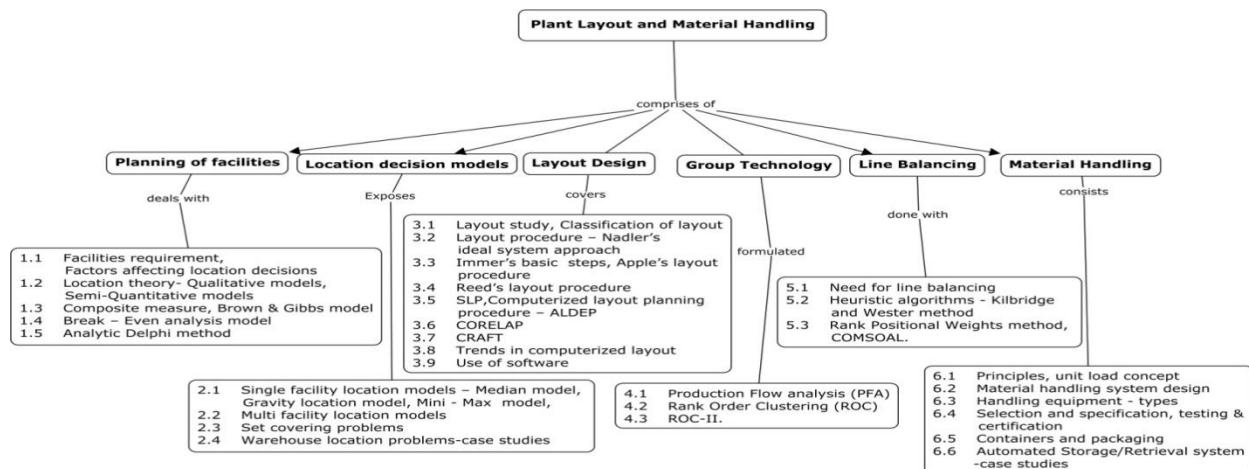 Plant Layout and Material Handling
comprises of
Planning of facilities
Location decision models
Layout Design
Group Technology
Line Balancing
Material Handling
deals with
Exposes
covers
formulated
done with
consists
1.1 Facilities requirement,
Factors affecting location decisions
1.2 Location theory- Qualitative models,
Semi-Quantitative models
1.3 Composite measure, Brown & Gibbs model
1.4 Break – Even analysis model
1.5 Analytic Delphi method
2.1 Single facility location models – Median model,
Gravity location model, Mini - Max model,
2.2 Multi facility location models
2.3 Set covering problems
2.4 Warehouse location problems-case studies
3.1 Layout study, Classification of layout
3.2 Layout procedure – Nadler's
ideal system approach
3.3 Immer's basic steps, Apple's layout
procedure
3.4 Reed's layout procedure
3.5 SLP,Computerized layout planning
procedure – ALDEP
3.6 CORELAP
3.7 CRAFT
3.8 Trends in computerized layout
3.9 Use of software
4.1 Production Flow analysis (PFA)
4.2 Rank Order Clustering (ROC)
4.3 ROC-II.
5.1 Need for line balancing
5.2 Heuristic algorithms - Kilbridge
and Wester method
5.3 Rank Positional Weights method,
COMSOAL.
6.1 Principles, unit load concept
6.2 Material handling system design
6.3 Handling equipment - types
6.4 Selection and specification, testing &
certification
6.5 Containers and packaging
6.6 Automated Storage/Retrieval system
-case studies